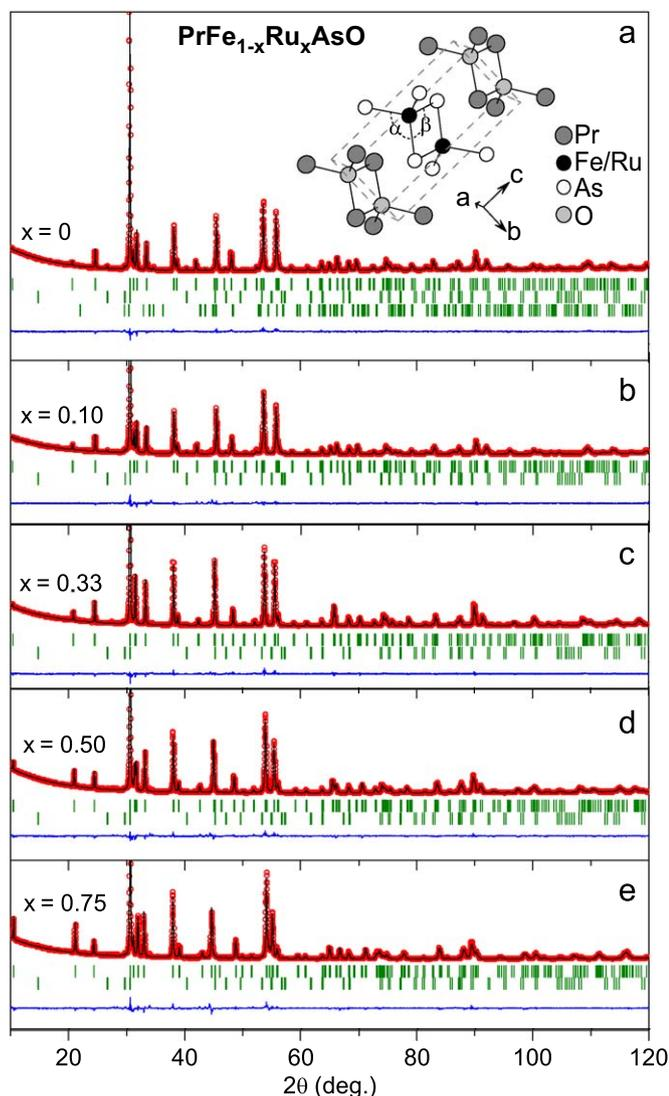 PrFe1-xRuxAsO
a
α
β
Pr
Fe/Ru
As
O
a
c
b
x = 0
x = 0.10
b
x = 0.33
c
x = 0.50
d
x = 0.75
e
20
40
60
80
100
120
2θ (deg.)